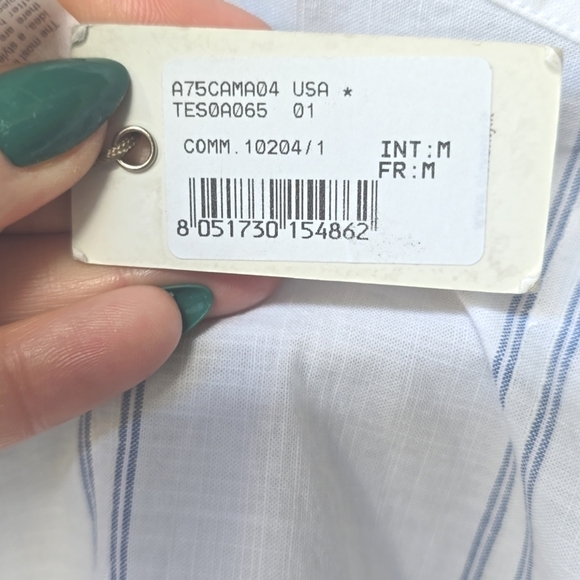 A75CAMA04 USA *
TES0A065 01
COMM.10204/1
INT:M
FR:M
8 051730 154862